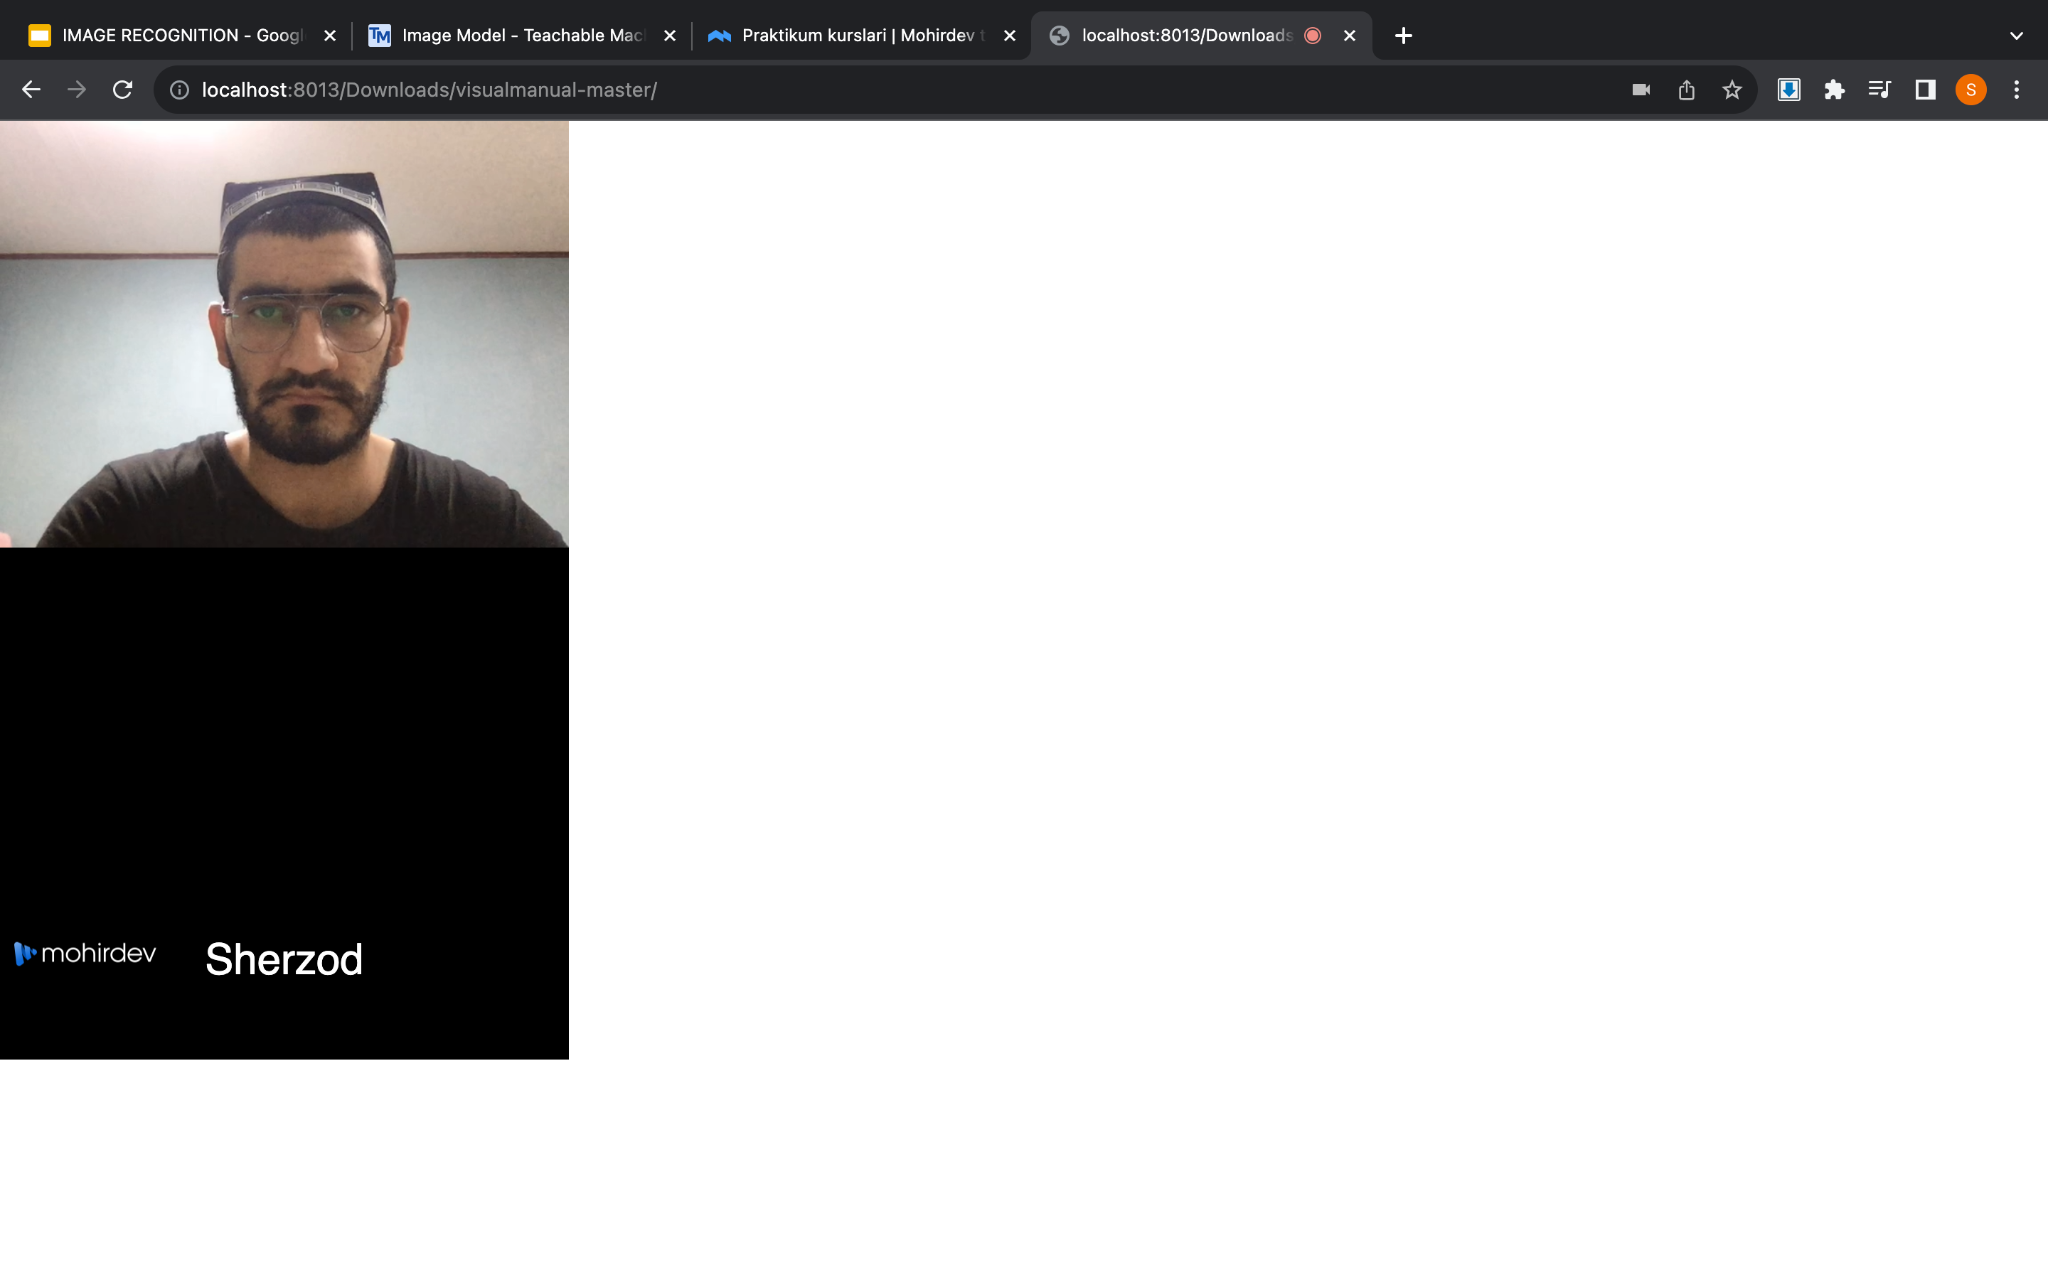 IMAGE RECOGNITION - Googl
TM Image Model - Teachable Mac
Praktikum kurslari | Mohirdev t
localhost:8013/Downloads
localhost:8013/Downloads/visualmanual-master/
S
mohirdev
Sherzod